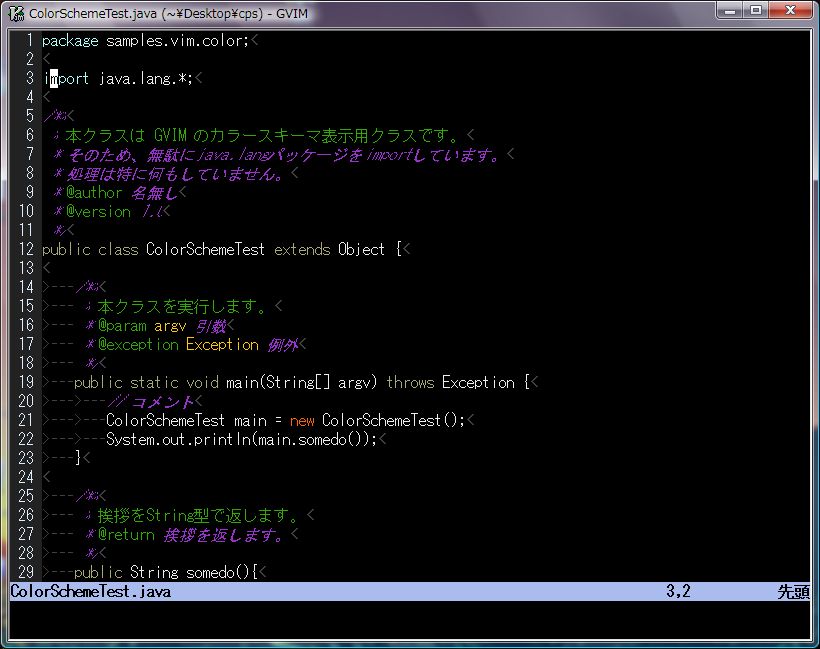 ColorSchemeTest.java (~¥Desktop¥cps) - GVIM
1 package samples.vim.color;<
2 <
3 import java.lang.*;<
4 <
5 /**<
6 * 本クラスは GVIM のカラースキーマ表示用クラスです。<
7 * そのため、無駄にjava.langパッケージをimportしています。<
8 * 処理は特に何もしていません。<
9 * @author 名無し<
10 * @version 1.0<
11 */<
12 public class ColorSchemeTest extends Object {<
13 <
14 >--- /**<
15 >--- * 本クラスを実行します。<
16 >--- * @param argv 引数<
17 >--- * @exception Exception 例外<
18 >--- */<
19 >---public static void main(String[] argv) throws Exception {<
20 >--->---// コメント<
21 >--->---ColorSchemeTest main = new ColorSchemeTest();<
22 >--->---System.out.println(main.somedo());<
23 >---}<
24 <
25 >---/**<
26 >--- * 挨拶をString型で返します。<
27 >--- * @return 挨拶を返します。<
28 >--- */<
29 >---public String somedo(){<
ColorSchemeTest.java 3,2 先頭